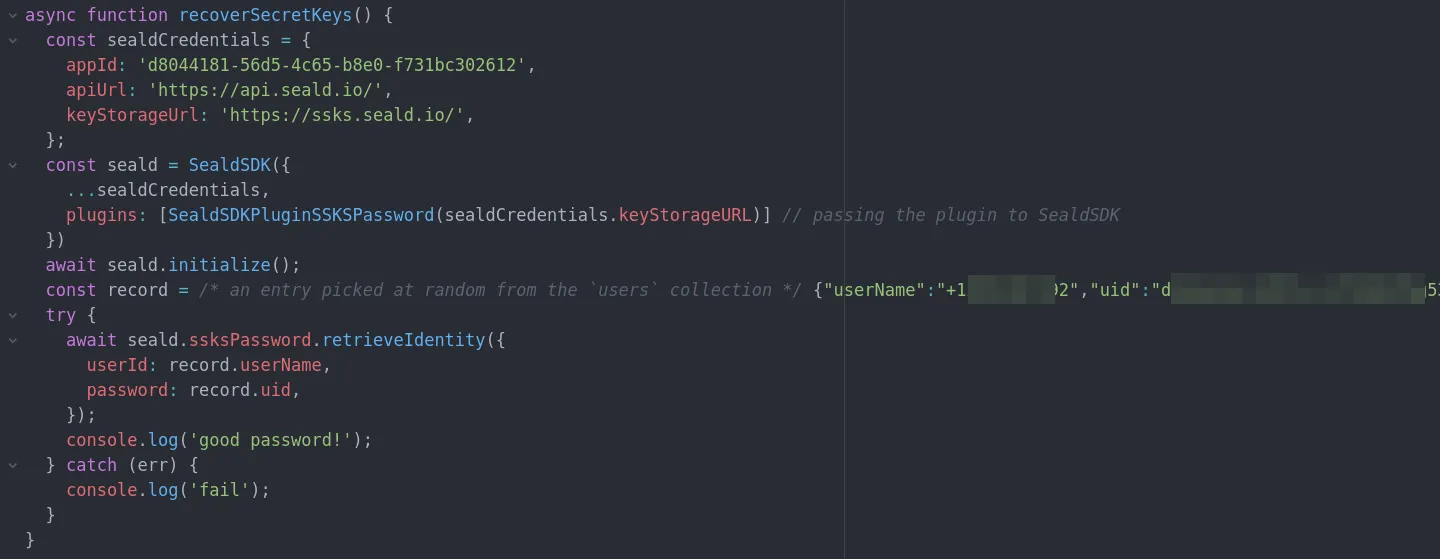 async function recoverSecretKeys() {
  const sealdCredentials = {
    appId: 'd8044181-56d5-4c65-b8e0-f731bc302612',
    apiUrl: 'https://api.seald.io/',
    keyStorageUrl: 'https://ssks.seald.io/',
  };
  const seald = SealdSDK({
    ...sealdCredentials,
    plugins: [SealdSDKPluginSSKSPassword(sealdCredentials.keyStorageURL)] // passing the plugin to SealdSDK
  })
  await seald.initialize();
  const record = /* an entry picked at random from the `users` collection */ {"userName":"+1 92","uid":"d
  try {
    await seald.ssksPassword.retrieveIdentity({
      userId: record.userName,
      password: record.uid,
    });
    console.log('good password!');
  } catch (err) {
    console.log('fail');
  }
}